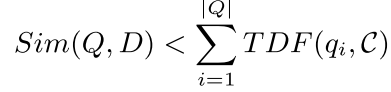 $Sim(Q, D) < \sum_{i=1}^{|Q|} TDF(q_i, \mathcal{C})$